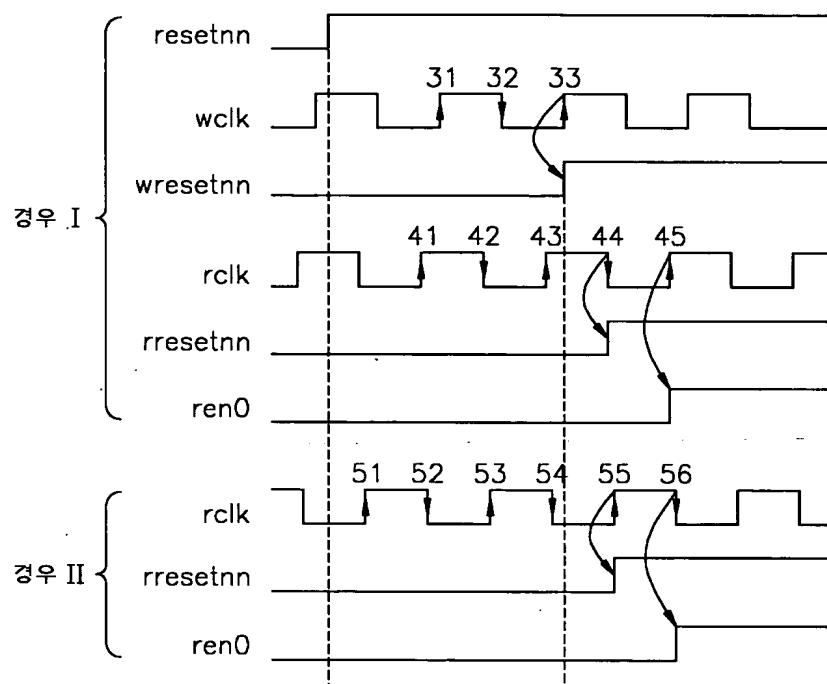 resetnn
31 32 33
wclk
wresetnn
경우 I
41 42 43 44 45
rclk
rresetnn
ren0
51 52 53 54 55 56
rclk
경우 II
rresetnn
ren0